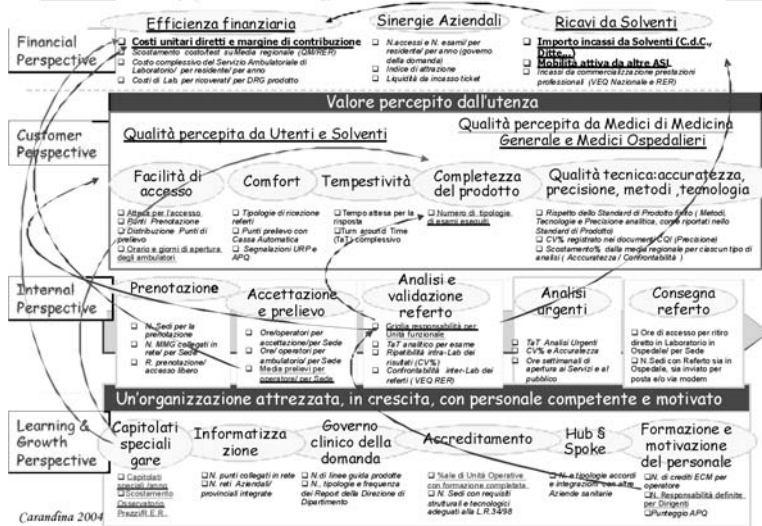 Financial
Perspective
Efficienza finanziaria
❑ Costi unitari diretti e margine di contribuzione
❑ Scostamento costo/test su Media regionale (QM/RER)
❑ Costo complessivo del Servizio Ambulatoriale di
Laboratorio/ per residente/ per anno
❑ Costi di Lab. per ricoverati/ per DRG prodotto
Sinergie Aziendali
❑ N.accessi e N. esami/ per
residente/ per anno (governo
della domanda)
❑ Indice di attrazione
❑ Liquidità da incasso ticket
Ricavi da Solventi
❑ Importo incassi da Solventi (C.d.C.,
Ditte...)
❑ Mobilità attiva da altre ASL
❑ Incassi da commercializzazione prestazioni
professionali (VEQ Nazionale e RER)
Valore percepito dall'utenza
Customer
Perspective
Qualità percepita da Utenti e Solventi
Qualità percepita da Medici di Medicina
Generale e Medici Ospedalieri
Facilità di
accesso
❑ Attesa per l'accesso
❑ Punti Prenotazione
❑ Distribuzione Punti di
prelievo
❑ Orario e giorni di apertura
degli ambulatori
Comfort
❑ Tipologie di ricezione
referti
❑ Punti prelievo con
Cassa Automatica
❑ Segnalazioni URP e
APQ
Tempestività
❑ Tempo attesa per la
risposta
❑ Turn around Time
(TaT) complessivo
Completezza
del prodotto
❑ Numero di tipologie
di esami eseguiti
Qualità tecnica:accuratezza,
precisione, metodi ,tecnologia
❑ Rispetto dello Standard di Prodotto finito ( Metodi,
Tecnologie e Precisione analitica, come riportati nello
Standard di Prodotto)
❑ CV% registrato nei documenti CQI (Precisione)
❑ Scostamento% dalla media regionale per ciascun tipo di
analisi ( Acccuratezza / Confrontabilità )
Internal
Perspective
Prenotazione
❑ N. Sedi per la
prenotazione
❑ N. MMG collegati in
rete/ per Sede
❑ R. prenotazione/
accesso libero
Accettazione
e prelievo
❑ Ore/operatori per
accettazione/per Sede
❑ Ore/ operatori per
ambulatorio/ per Sede
❑ Media prelievi per
operatore/ per Sede
Analisi e
validazione
referto
❑ Griglia responsabilità per
Unità funzionale
❑ TaT analitico per esame
❑ Ripetibilità intra-Lab dei
risultati (CV%)
❑ Confrontabilità inter-Lab dei
referti ( VEQ RER)
Analisi
urgenti
❑ TaT Analisi Urgenti
❑ CV% e Accuratezza
❑ Ore settimanali di
apertura ai Servizi e al
pubblico
Consegna
referto
❑ Ore di accesso per ritiro
diretto in Laboratorio in
Ospedale/ per Sede
❑ N.Sedi con Referto sia in
Ospedale, sia inviato per
posta e/o via modem
Un'organizzazione attrezzata, in crescita, con personale competente e motivato
Learning &
Growth
Perspective
Capitolati
speciali
gare
❑ Capitolati
speciali /anno
❑ Scostamento
Osservatorio
Prezzi/R.E.R.
Informatizza
zione
❑ N. punti collegati in rete
❑ N. reti Aziendali/
provinciali integrate
Governo
clinico della
domanda
❑ N.di linee guida prodotte
❑ N., tipologie e frequenza
dei Report della Direzione di
Dipartimento
Accreditamento
❑ %ale di Unità Operative
con formazione completata
❑ N. Sedi con requisiti
strutturali e tecnologici
adeguati alla L.R.34/98
Hub §
Spoke
❑ N. e tipologie accordi
e integrazioni con altre
Aziende sanitarie
Formazione e
motivazione
del personale
❑ N. di crediti ECM per
operatore
❑ N. Responsabilità definite
per Dirigenti
❑ Punteggio APQ
Carandina 2004